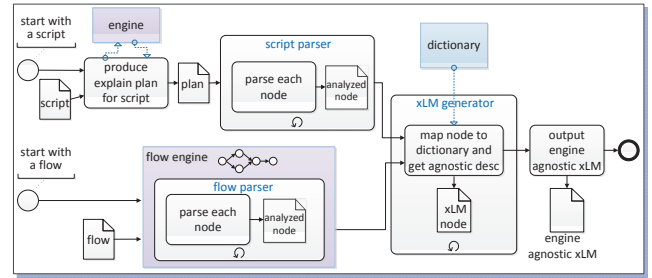 start with
a script
engine
script parser
dictionary
produce
explain plan
for script
script
plan
parse each
node
analyzed
node
xLM generator
map node to
dictionary and
get agnostic desc
output
engine
agnostic xLM
xLM
node
engine
agnostic xLM
start with
a flow
flow engine
flow parser
parse each
node
analyzed
node
flow